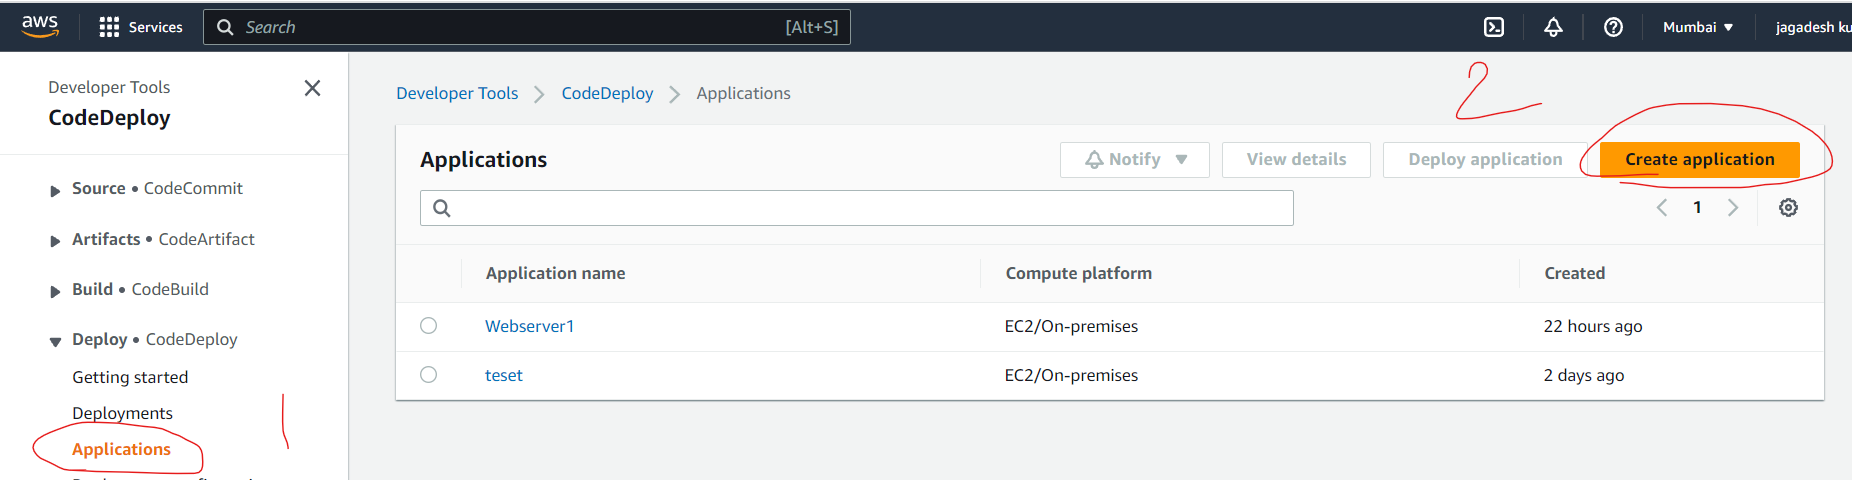 aws Services Search [Alt+S] Mumbai ▼ jagadesh ku
Developer Tools
CodeDeploy
Source • CodeCommit
Artifacts • CodeArtifact
Build • CodeBuild
Deploy • CodeDeploy
Getting started
Deployments
1
Applications
Developer Tools > CodeDeploy > Applications
2
Applications Notify ▼ View details Deploy application Create application
< 1 >
Application name Compute platform Created
Webserver1 EC2/On-premises 22 hours ago
teset EC2/On-premises 2 days ago